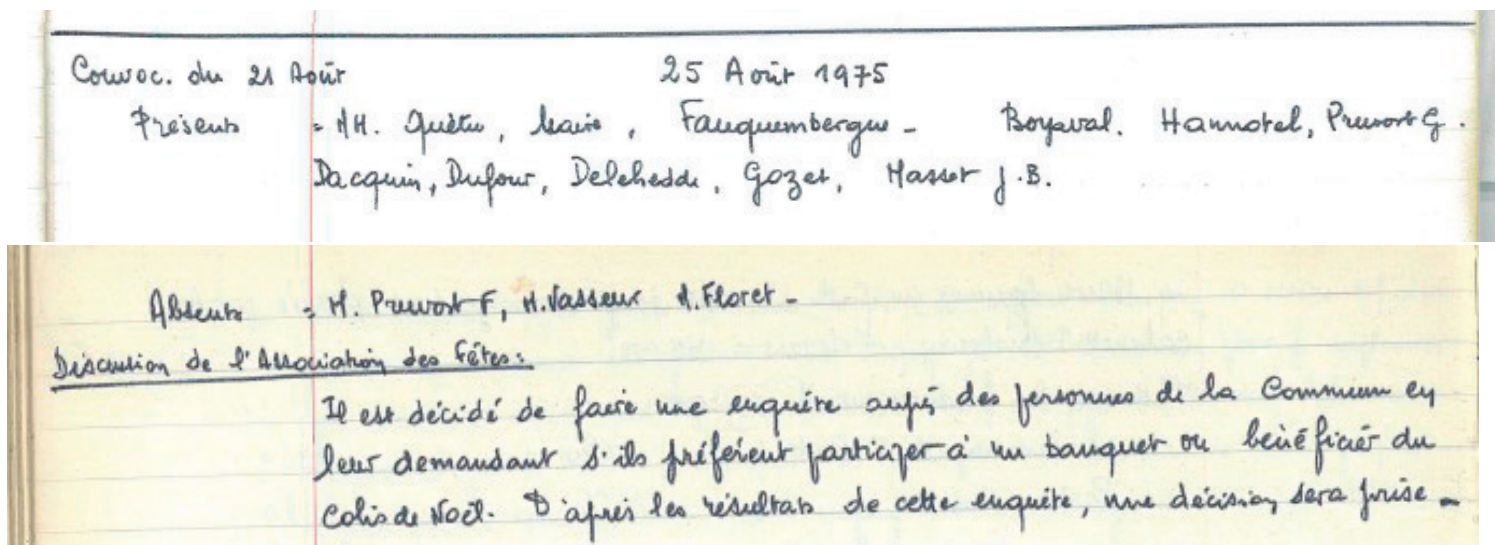 Convoc. du 21 Août 25 Août 1975
Présents = MM. Quétu, Maire, Fauquembergue - Boyaval. Hannotel, Pruvost G.
Dacquin, Dufour, Delehedde, Gozet, Masset J.B.
Absents = M. Pruvost F, M. Vasseur M. Floret -
Discution de l'Association des Fêtes :
Il est décidé de faire une enquête auprès des personnes de la Commune en
leur demandant s'ils préfèrent participer à un banquet ou bénéficier du
Colis de Noël. D'après les résultats de cette enquête, une décision sera prise -